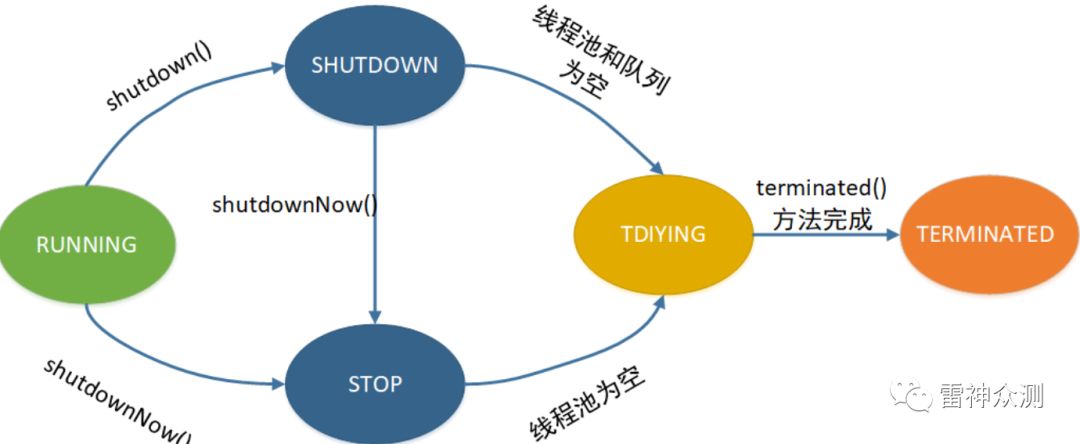 shutdown()
SHUTDOWN
线程池和队列
为空
shutdownNow()
RUNNING
TDIYING
terminated()
方法完成
TERMINATED
shutdownNow()
STOP
线程池为空
雷神众测